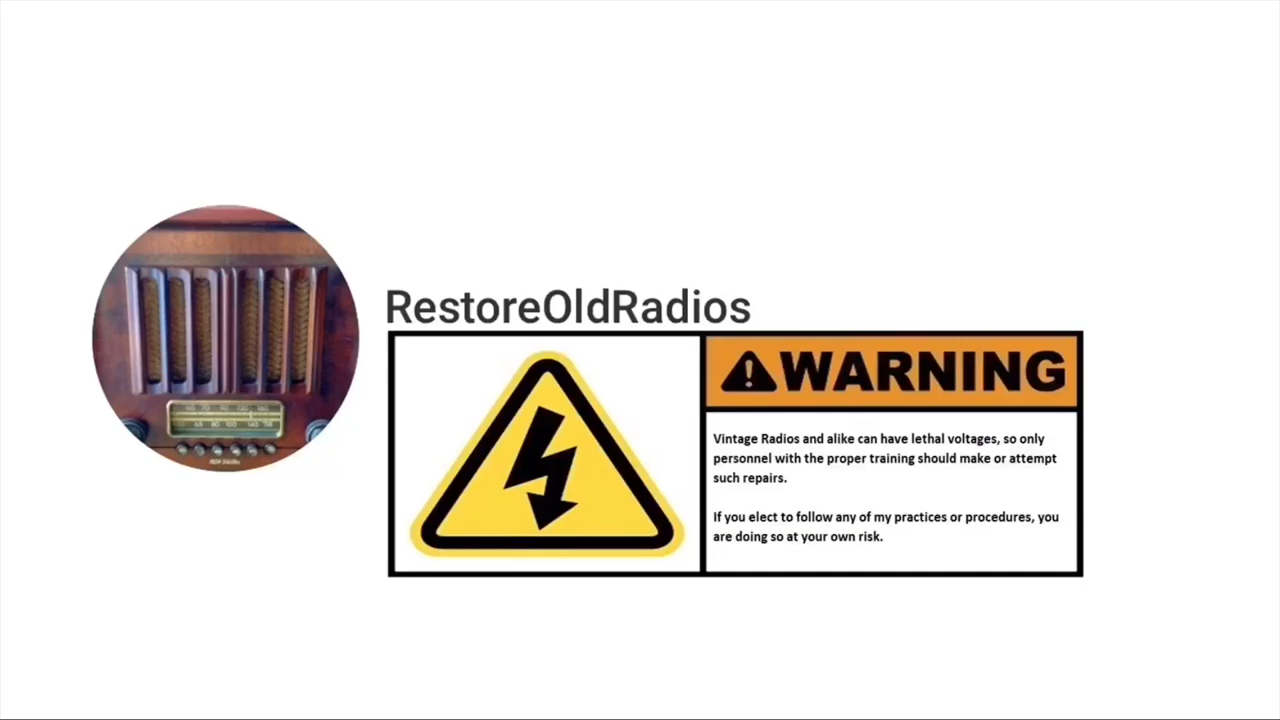 RestoreOldRadios
WARNING
Vintage Radios and alike can have lethal voltages, so only
personnel with the proper training should make or attempt
such repairs.
If you elect to follow any of my practices or procedures, you
are doing so at your own risk.